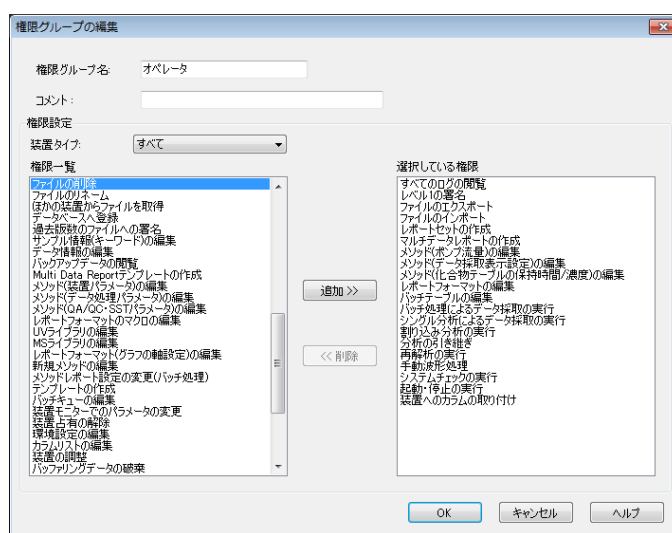 権限グループの編集
権限グループ名:
オペレータ
コメント:
権限設定
装置タイプ:
すべて
権限一覧
ファイルの削除
ファイルのリネーム
ほかの装置からファイルを取得
データベースへ登録
過去版数のファイルへの署名
サンプル情報(キーワード)の編集
データ情報の編集
バックアップデータの閲覧
Multi Data Reportテンプレートの作成
メソッド(装置パラメータ)の編集
メソッド(データ処理パラメータ)の編集
メソッド(QA/QC・SSTパラメータ)の編集
レポートフォーマットのマクロの編集
UVライブラリの編集
MSライブラリの編集
レポートフォーマット(グラフの軸設定)の編集
新規メソッドの編集
メソッドレポート設定の変更(バッチ処理)
テンプレートの作成
バッチキューの編集
装置モニターでのパラメータの変更
装置占有の解除
環境設定の編集
カラムリストの編集
装置の調整
バッファリングデータの破棄
追加 >>
<< 削除
選択している権限
すべてのログの閲覧
レベル1の署名
ファイルのエクスポート
ファイルのインポート
レポートセットの作成
マルチデータレポートの作成
メソッド(ポンプ流量)の編集
メソッド(データ採取表示設定)の編集
メソッド(化合物テーブルの保持時間/濃度)の編集
レポートフォーマットの編集
バッチテーブルの編集
バッチ処理によるデータ採取の実行
シングル分析によるデータ採取の実行
割り込み分析の実行
分析の引き継ぎ
再解析の実行
手動波形処理
システムチェックの実行
起動・停止の実行
装置へのカラムの取り付け
OK
キャンセル
ヘルプ